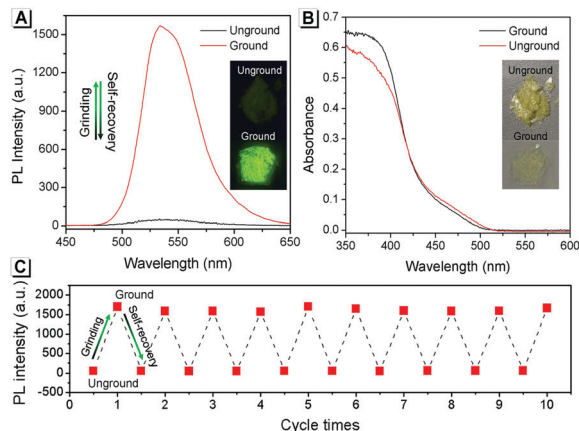 A
1500
1200
900
600
300
0
PL Intensity (a.u.)
450 500 550 600 650
Wavelength (nm)
Unground
Ground
Grinding
Self-recovery
Unground
Ground
B
0.7
0.6
0.5
0.4
0.3
0.2
0.1
0.0
Absorbance
350 400 450 500 550 600
Wavelength (nm)
Ground
Unground
Unground
Ground
C
2000
1500
1000
500
0
-500
PL intensity (a.u.)
Ground
Grinding
Self-recovery
Unground
0 1 2 3 4 5 6 7 8 9 10
Cycle times